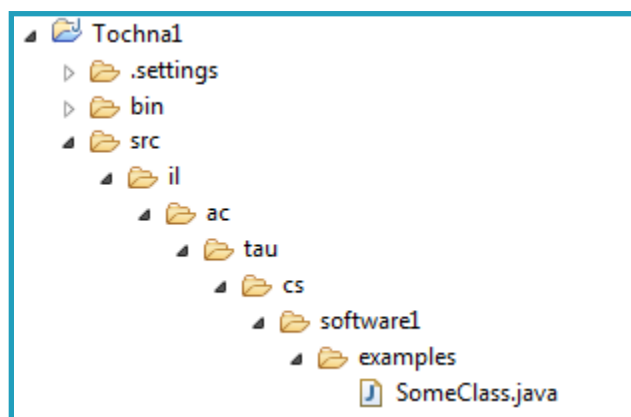 Tochna1
.settings
bin
src
il
ac
tau
cs
software1
examples
SomeClass.java